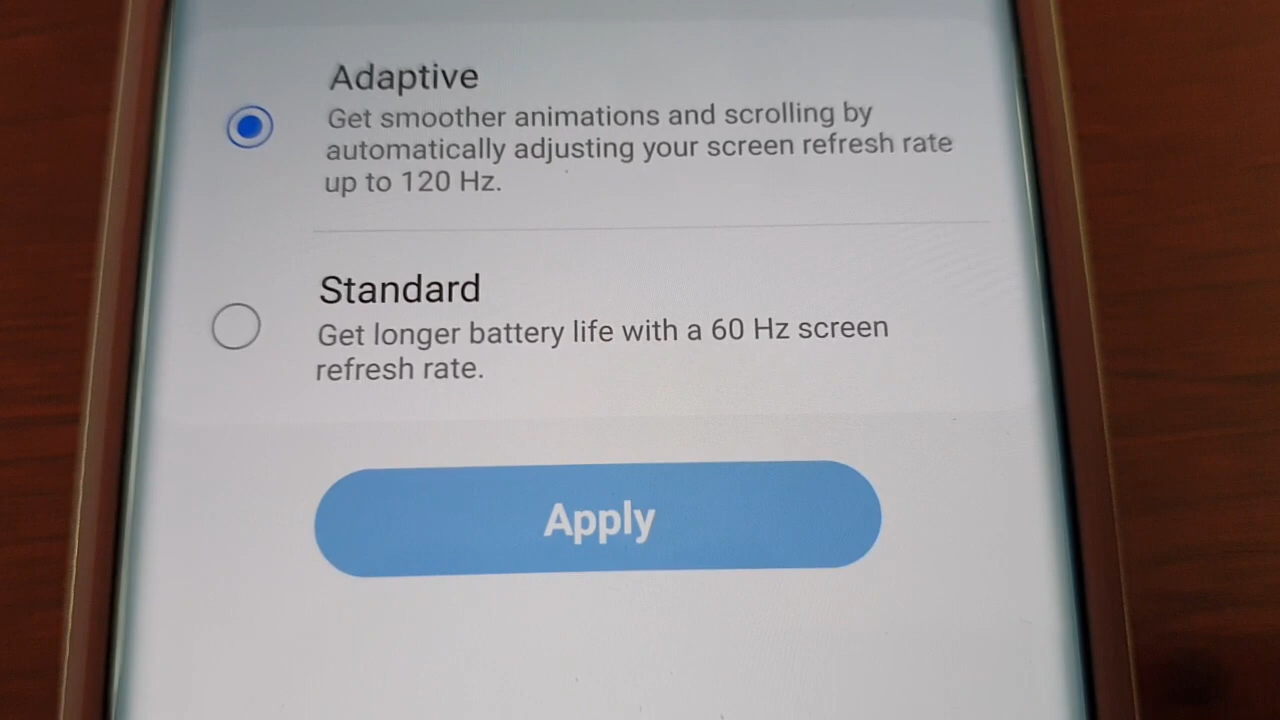 Adaptive
Get smoother animations and scrolling by
automatically adjusting your screen refresh rate
up to 120 Hz.
Standard
Get longer battery life with a 60 Hz screen
refresh rate.
Apply